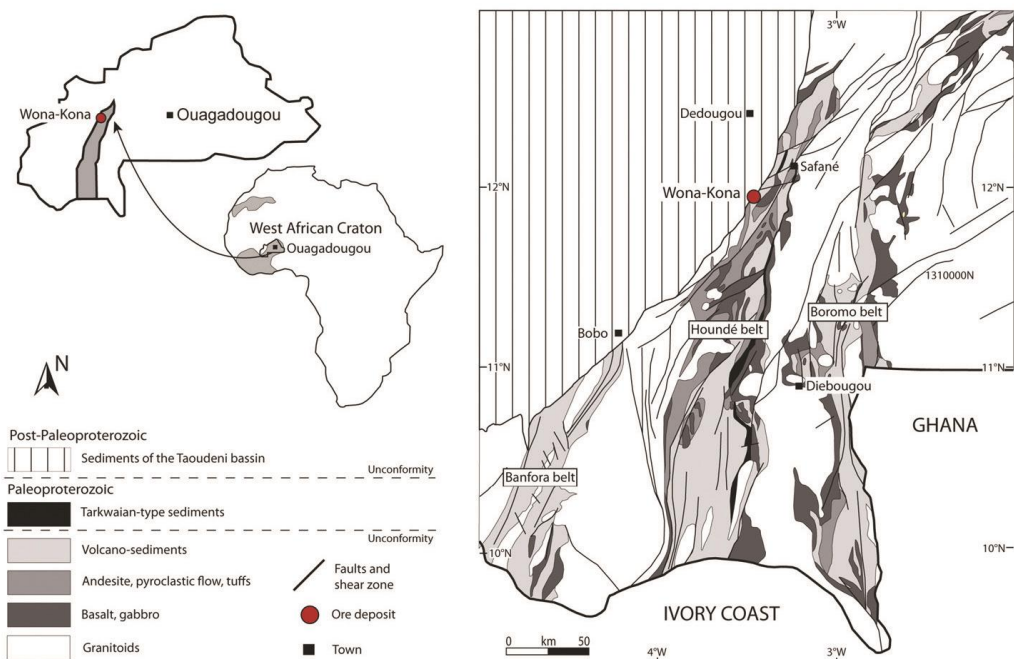 Wona-Kona
Ouagadougou
West African Craton
Ouagadougou
N
Post-Paleoproterozoic
Sediments of the Taoudeni bassin
Unconformity
Paleoproterozoic
Tarkwaian-type sediments
Unconformity
Volcano-sediments
Andesite, pyroclastic flow, tuffs
Basalt, gabbro
Granitoids
Faults and
shear zone
Ore deposit
Town
3°W
Dedougou
Safané
12°N
Wona-Kona
12°N
1310000N
Boromo belt
Houndé belt
Bobo
11°N
11°N
Diebougou
GHANA
Banfora belt
10°N
10°N
IVORY COAST
0 km 50
4°W
3°W